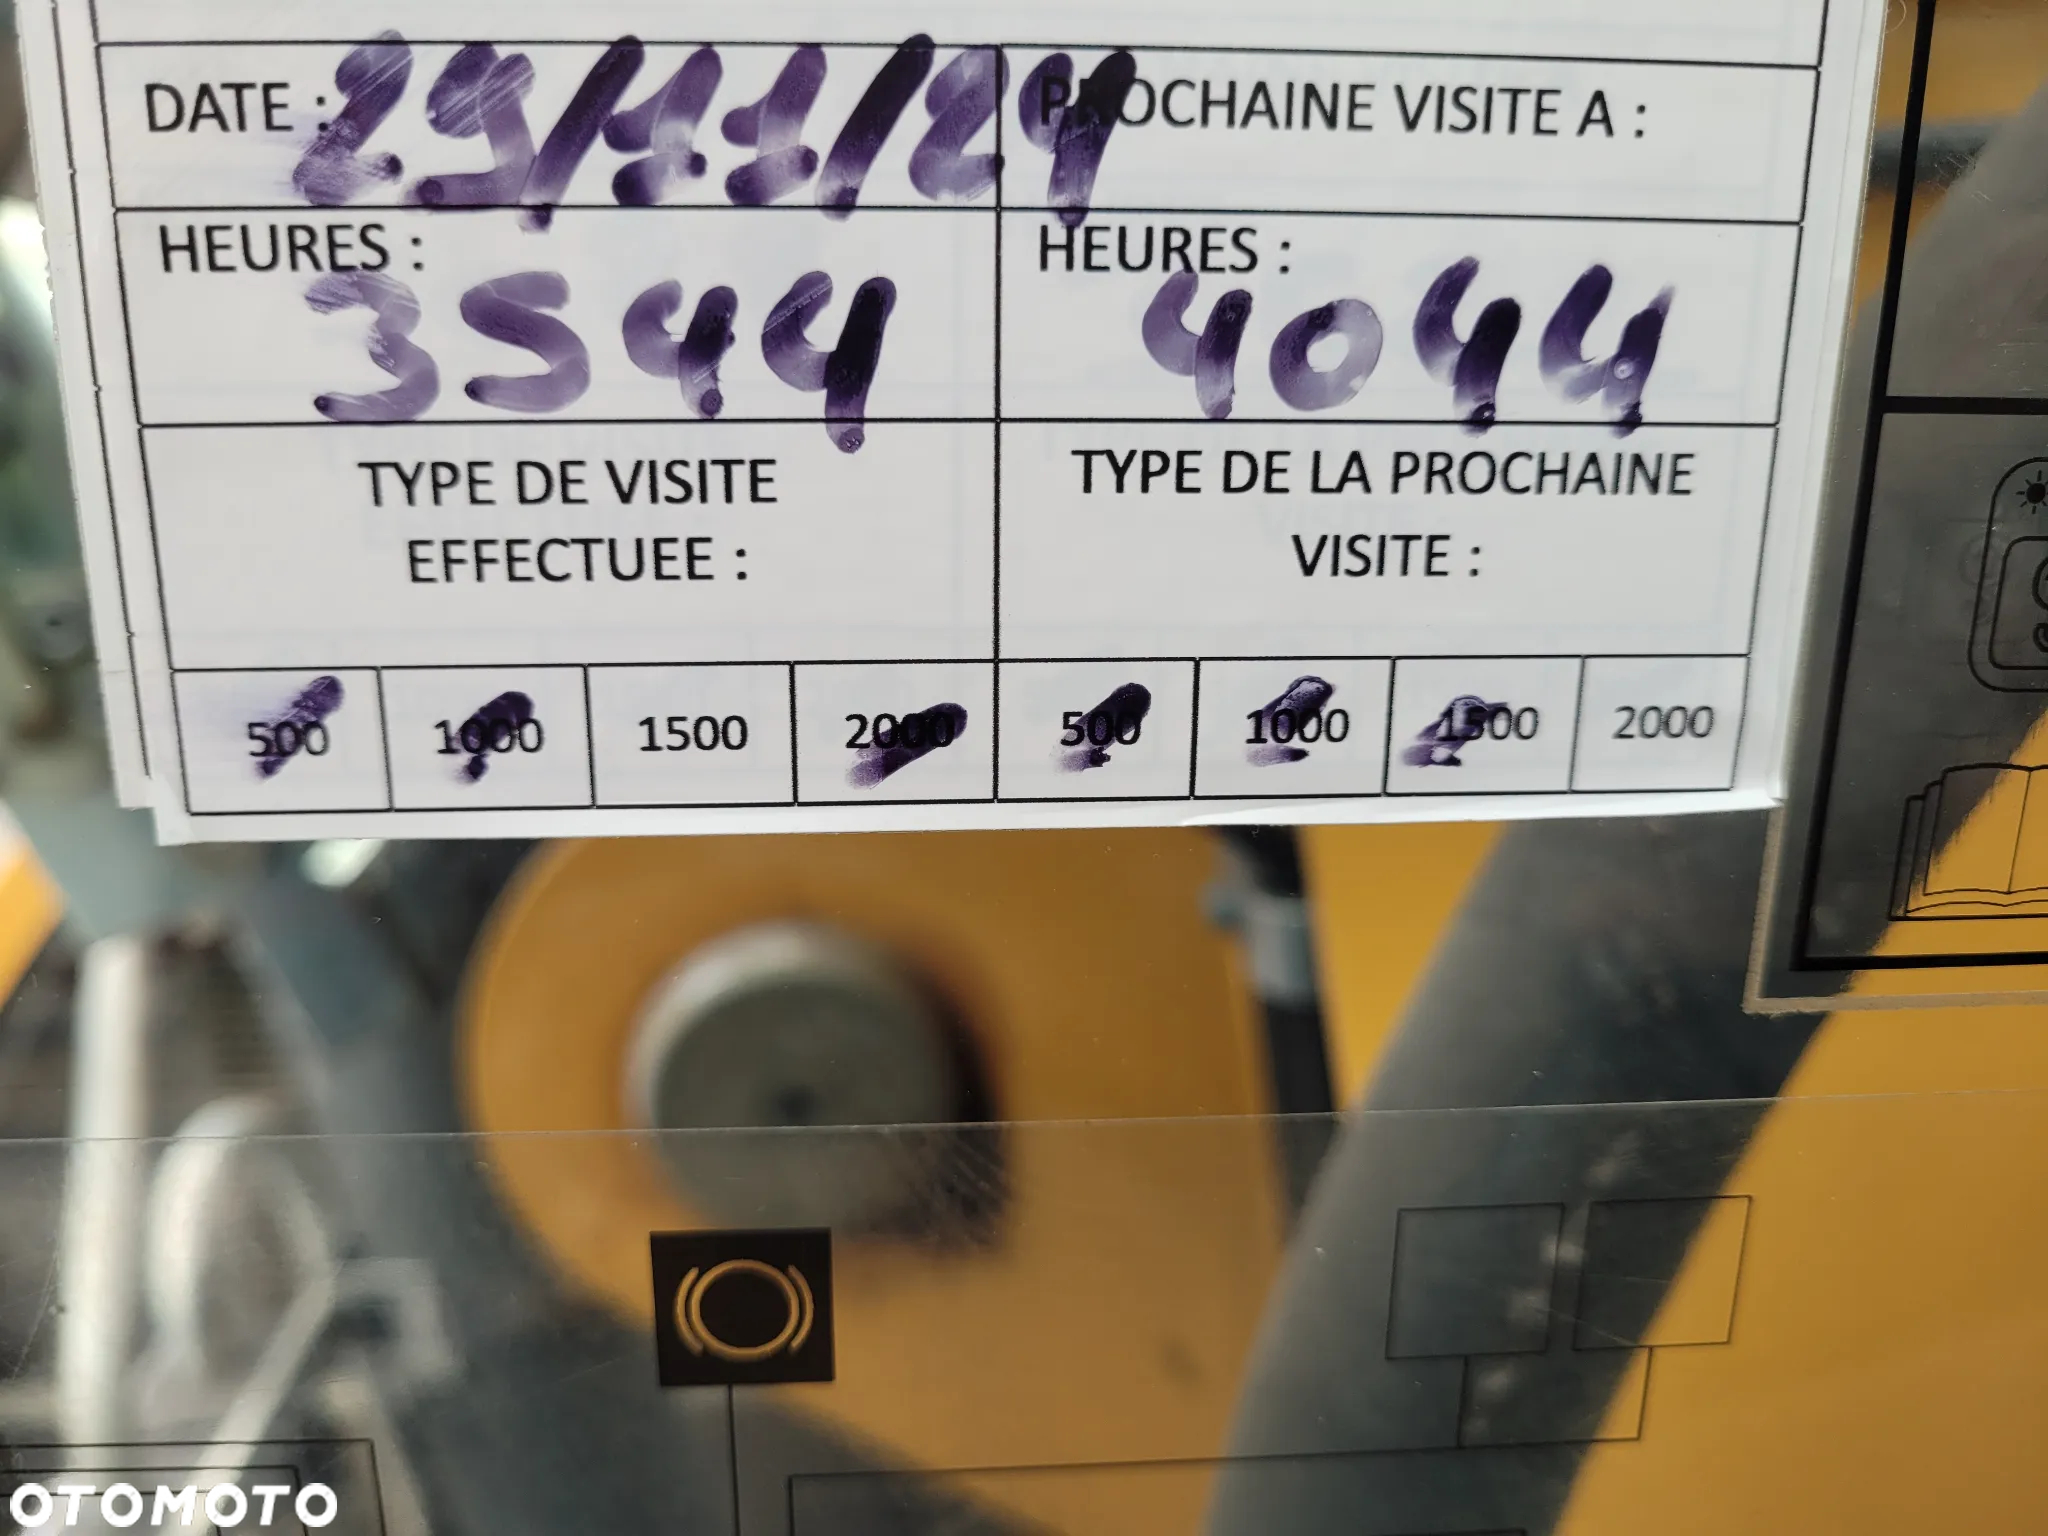 DATE : 29/11/24
PROCHAINE VISITE A :
HEURES :
3544
HEURES :
4044
TYPE DE VISITE
EFFECTUEE :
TYPE DE LA PROCHAINE
VISITE :
500 1000 1500 2000 500 1000 1500 2000
OTOMOTO